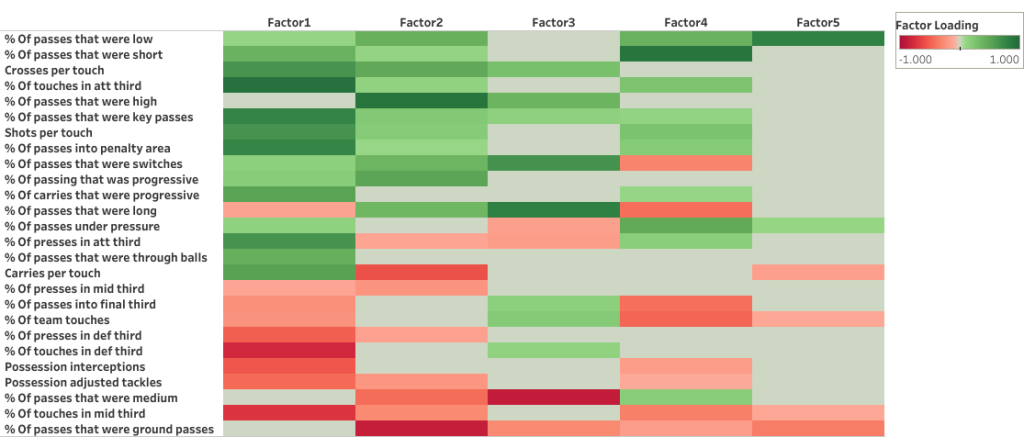 Factor1 Factor2 Factor3 Factor4 Factor5
Factor Loading
-1.000 1.000
% Of passes that were low
% Of passes that were short
Crosses per touch
% Of touches in att third
% Of passes that were high
% Of passes that were key passes
Shots per touch
% Of passes into penalty area
% Of passes that were switches
% Of passing that was progressive
% Of carries that were progressive
% Of passes that were long
% Of passes under pressure
% Of presses in att third
% Of passes that were through balls
Carries per touch
% Of presses in mid third
% Of passes into final third
% Of team touches
% Of presses in def third
% Of touches in def third
Possession interceptions
Possession adjusted tackles
% Of passes that were medium
% Of touches in mid third
% Of passes that were ground passes